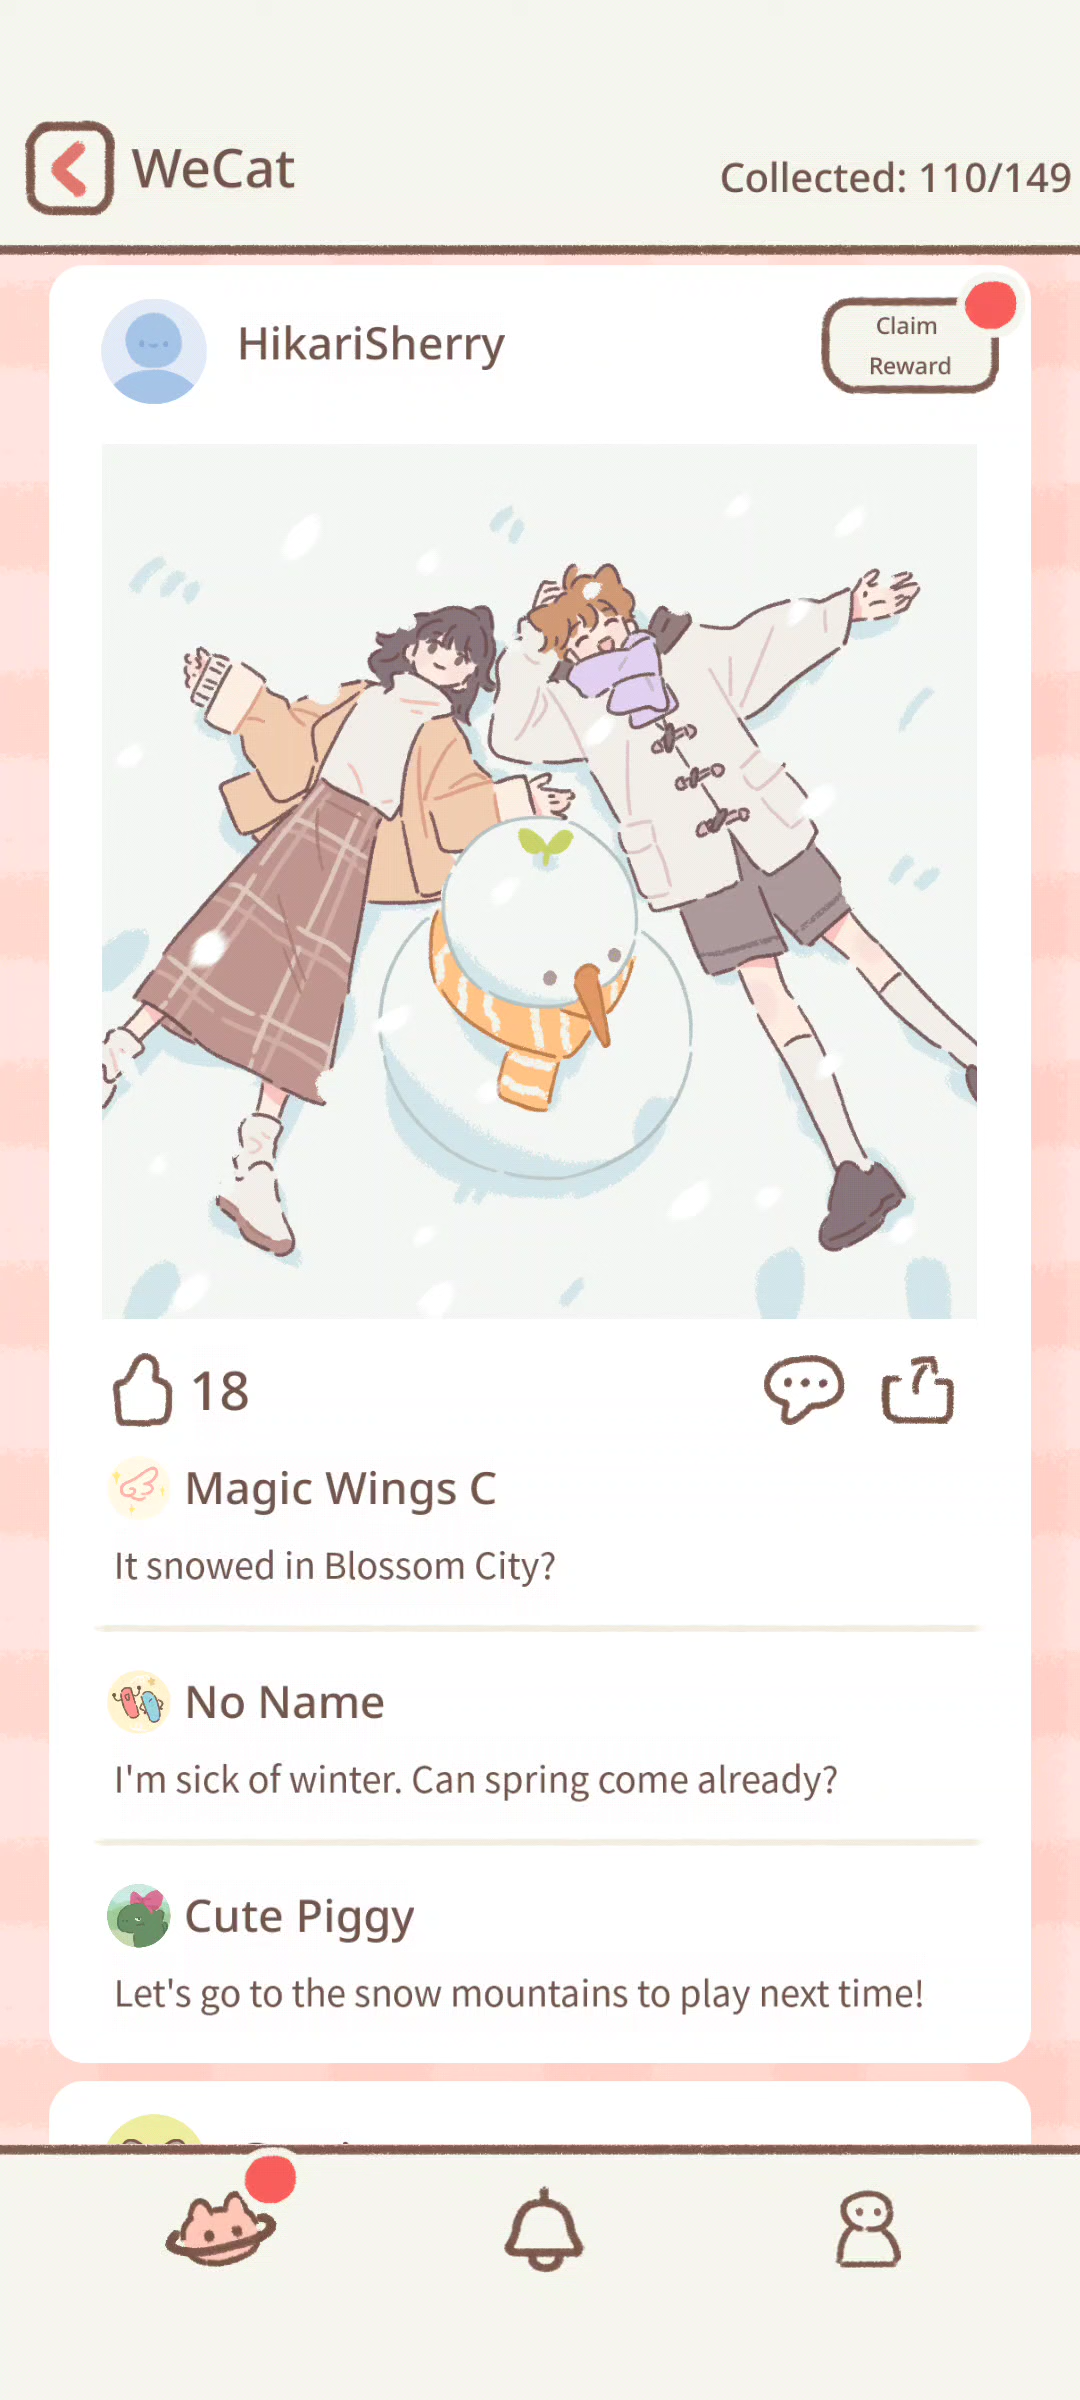 WeCat
Collected: 110/149
HikariSherry
Claim
Reward
18
Magic Wings C
It snowed in Blossom City?
No Name
I'm sick of winter. Can spring come already?
Cute Piggy
Let's go to the snow mountains to play next time!